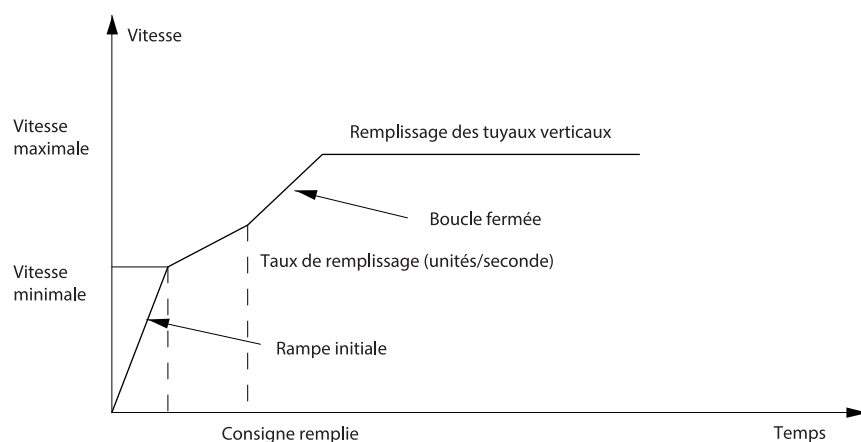 Vitesse
Vitesse
maximale
Remplissage des tuyaux verticaux
Boucle fermée
Taux de remplissage (unités/seconde)
Vitesse
minimale
Rampe initiale
Consigne remplie
Temps